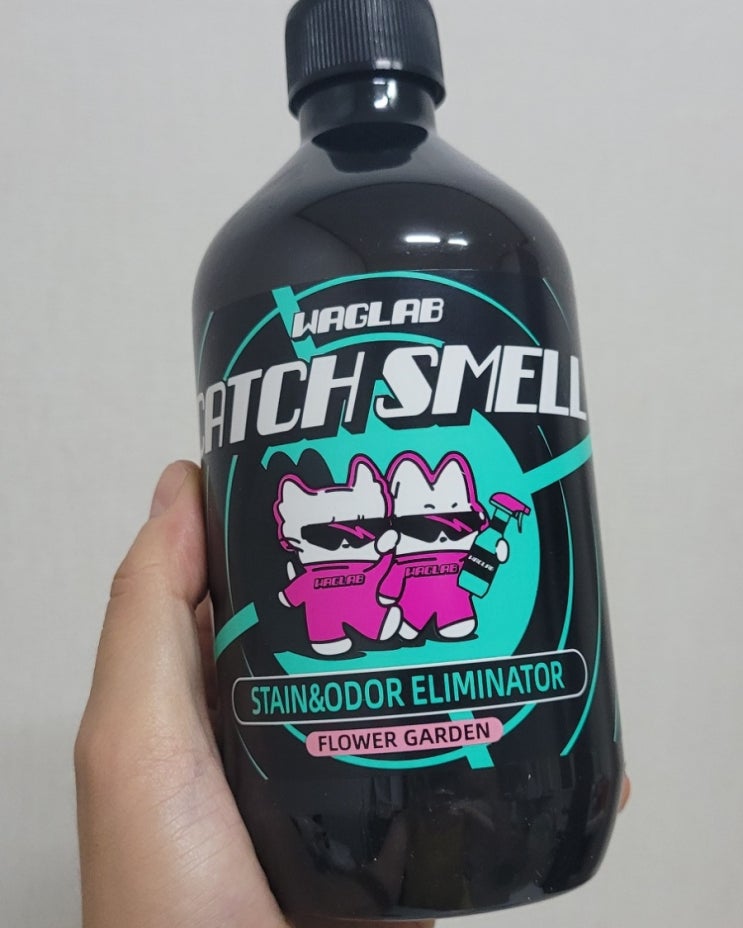 WAGLAB
CATCH SMELL
WAGLAB WAGLAB
WAGLAB
STAIN&ODOR ELIMINATOR
FLOWER GARDEN